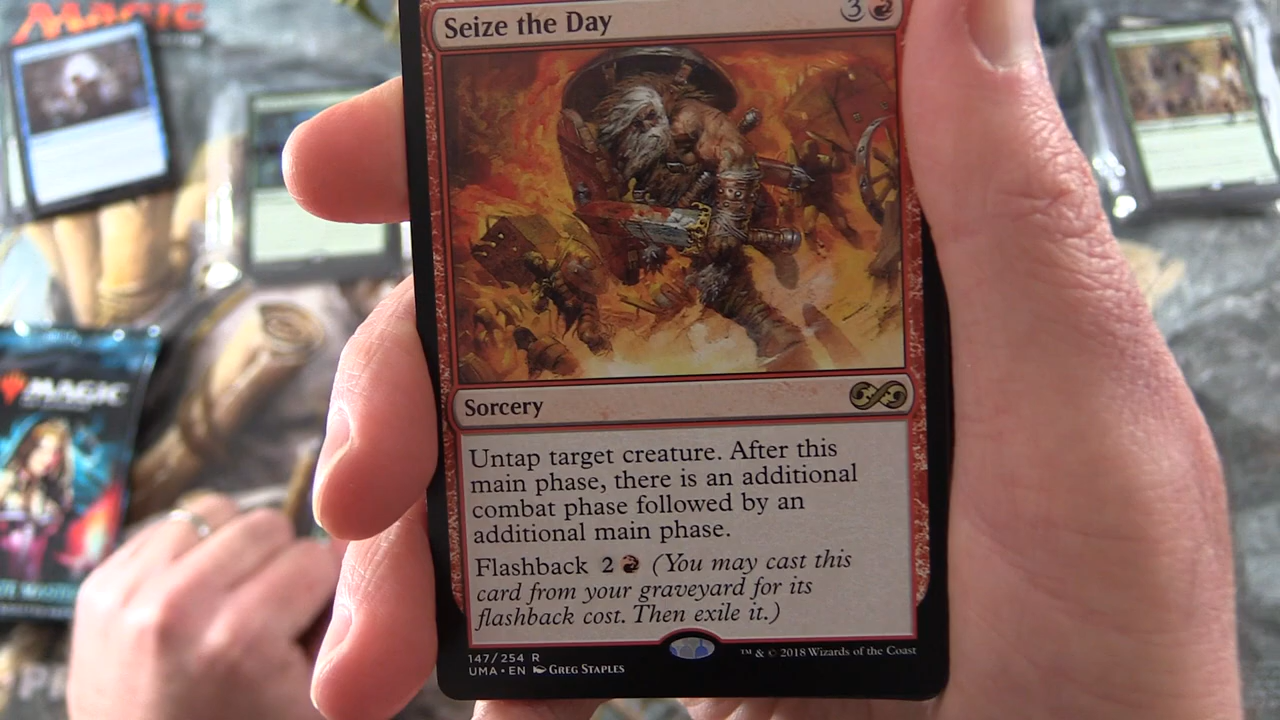 MAGIC
Seize the Day
3
Sorcery
Untap target creature. After this
main phase, there is an additional
combat phase followed by an
additional main phase.
Flashback 2 (You may cast this
card from your graveyard for its
flashback cost. Then exile it.)
147/254 R
UMA • EN Greg Staples
™ & © 2018 Wizards of the Coast
MAGIC